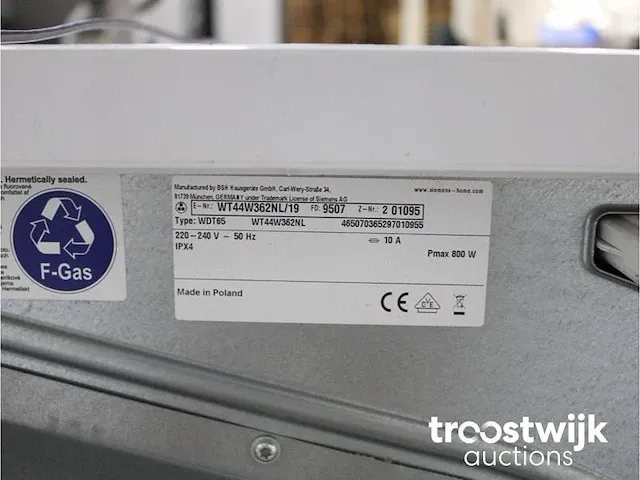 . Hermetically sealed.
F-Gas
Manufactured by BSH Hausgeräte GmbH, Carl-Wery-Straße 34,
81739 München, GERMANY under Trademark License of Siemens AG
www.siemens-home.com
E-Nr.: WT44W362NL/19 FD: 9507 Z-Nr.: 2 01095
Type: WDT65 WT44W362NL 465070365297010955
220-240 V ~ 50 Hz 10 A
IPX4 Pmax 800 W
Made in Poland
CE
troostwijk
auctions